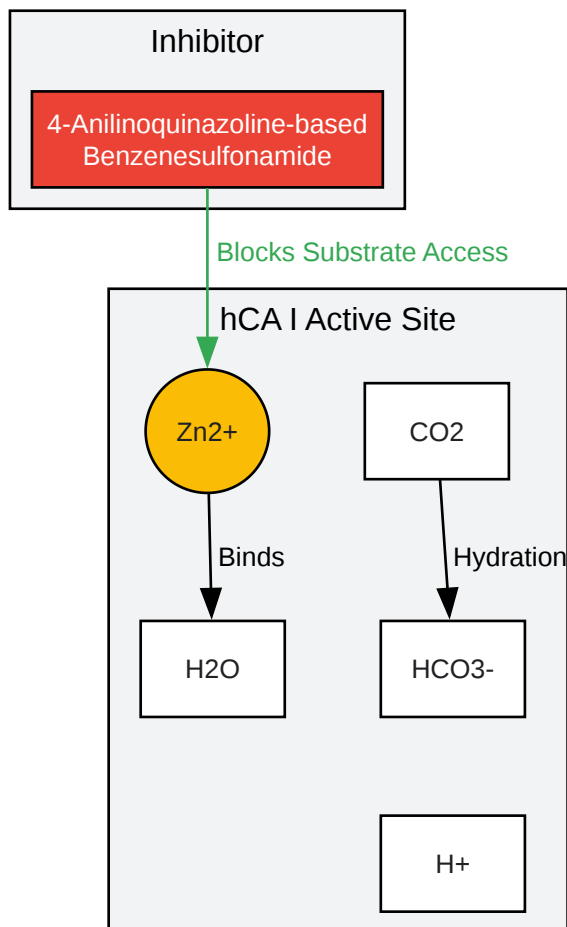 Inhibitor
4-Anilinoquinazoline-based
Benzenesulfonamide
Blocks Substrate Access
hCA I Active Site
Zn2+
CO2
Binds
Hydration
H2O
HCO3-
H+